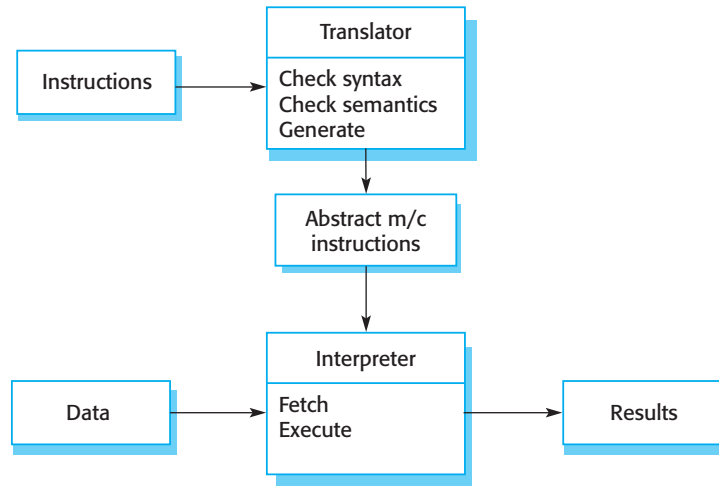 Translator
Instructions
Check syntax
Check semantics
Generate
Abstract m/c
instructions
Interpreter
Data
Fetch
Execute
Results